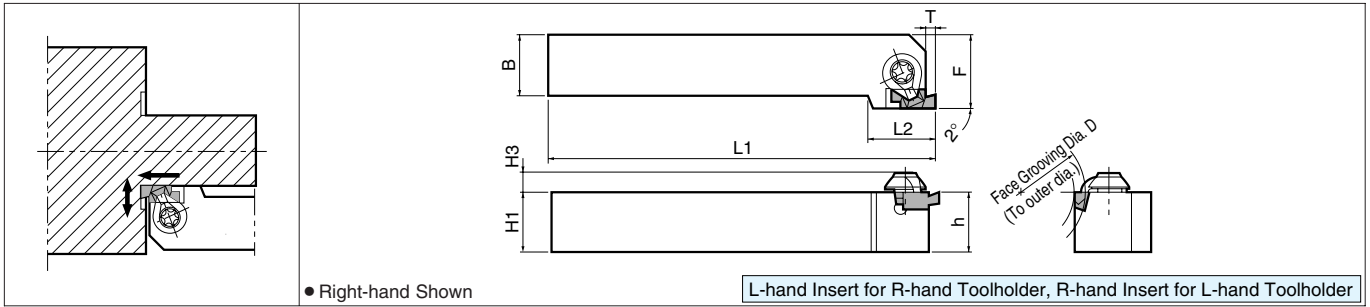 T
B
F
L2
2°
L1
H3
H1
h
Face Grooving Dia. D
(To outer dia.)
● Right-hand Shown
L-hand Insert for R-hand Toolholder, R-hand Insert for L-hand Toolholder